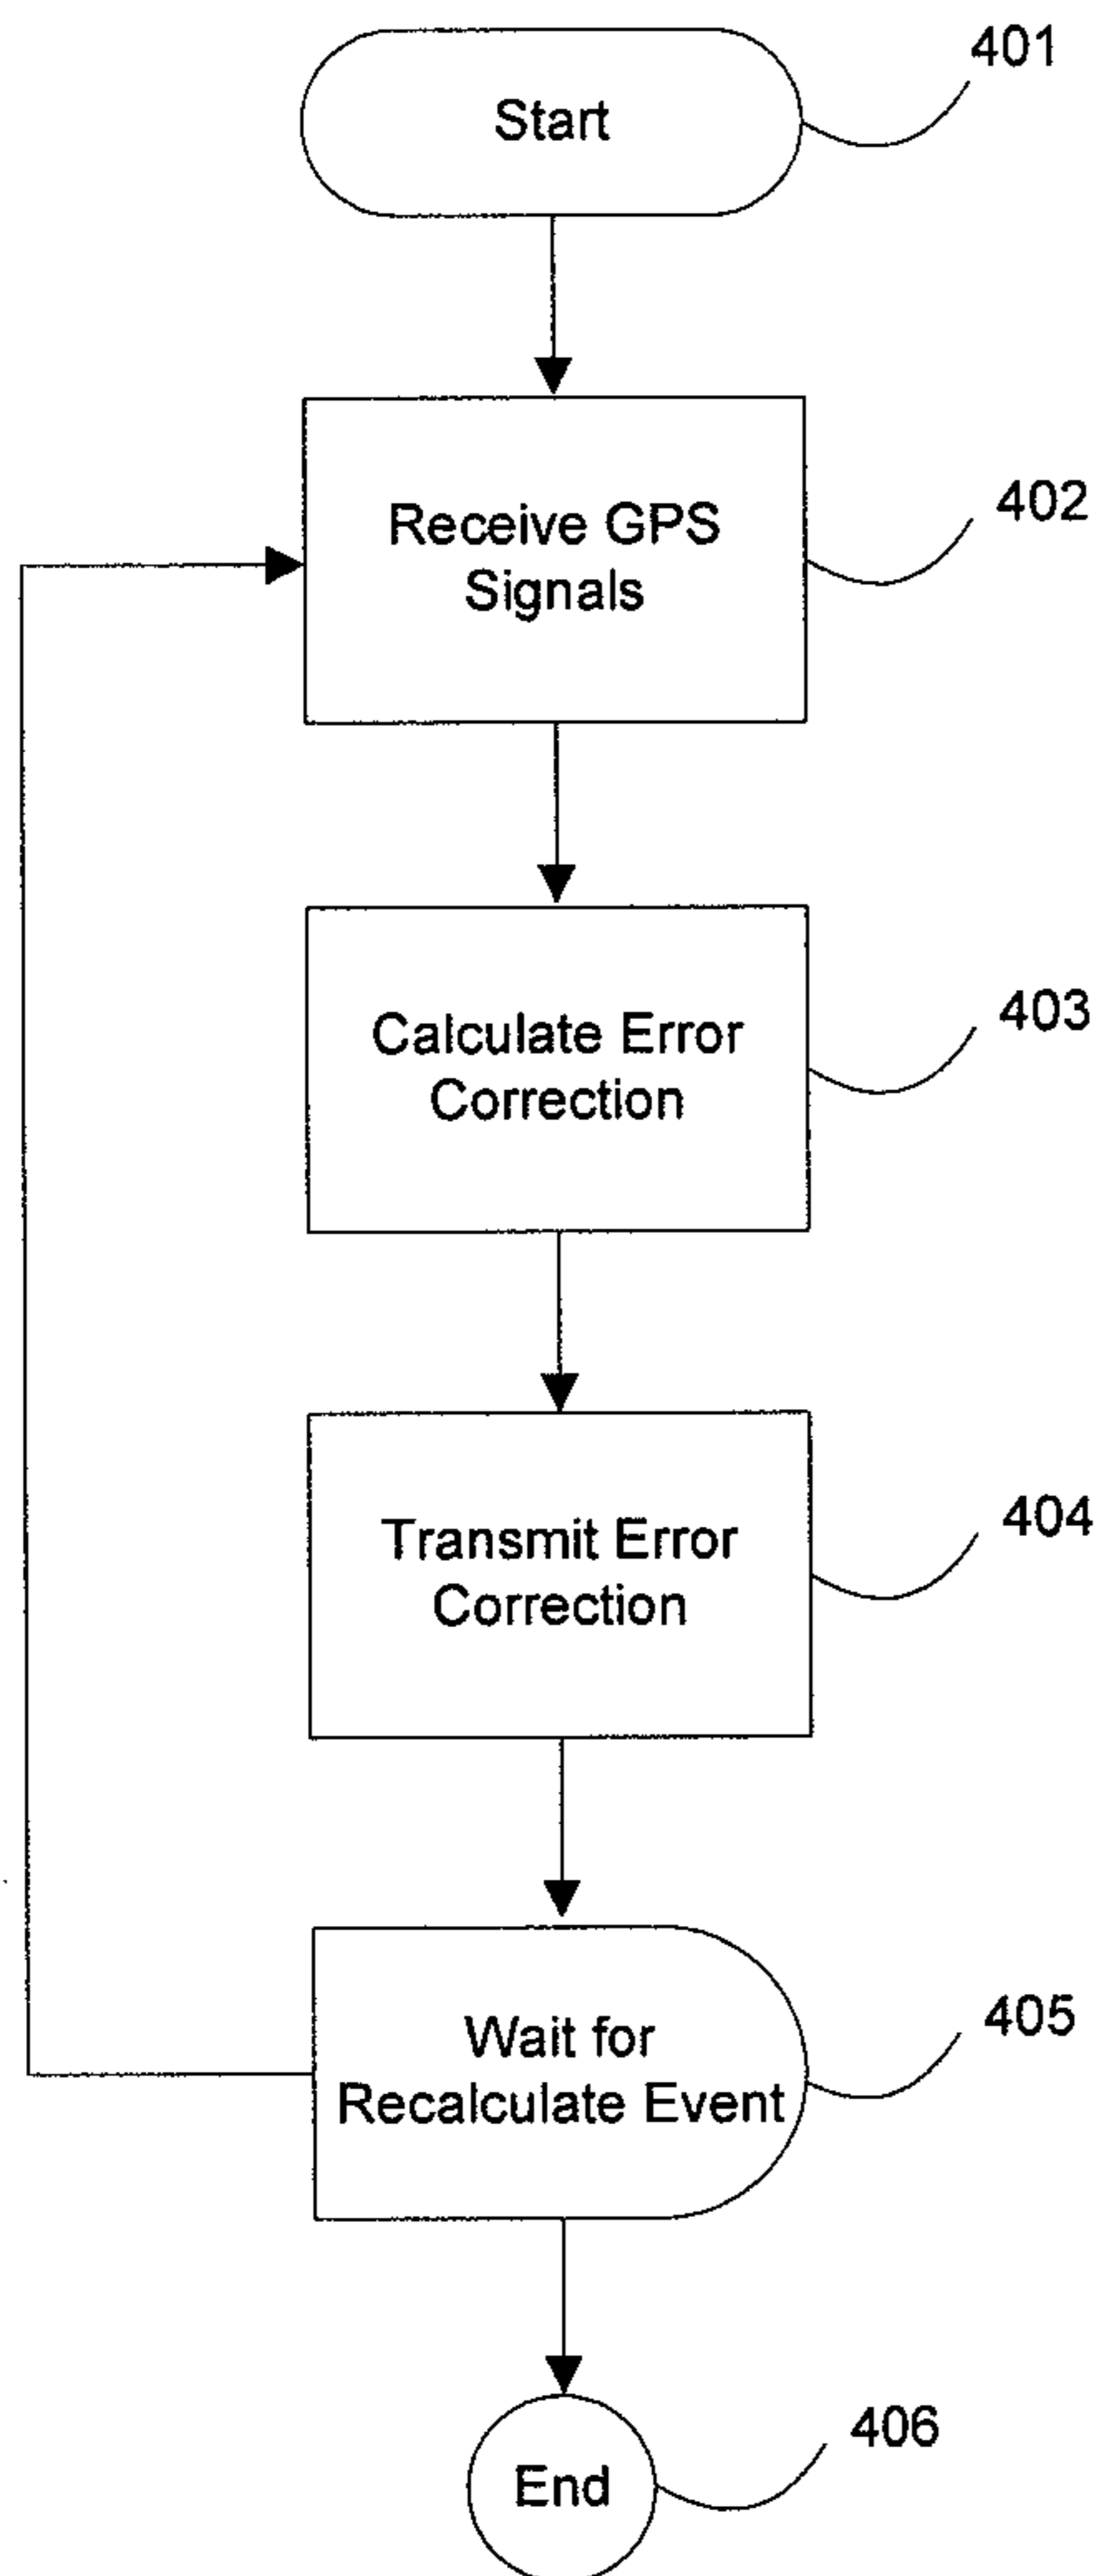 401
Start
402
Receive GPS
Signals
403
Calculate Error
Correction
404
Transmit Error
Correction
405
Wait for
Recalculate Event
406
End